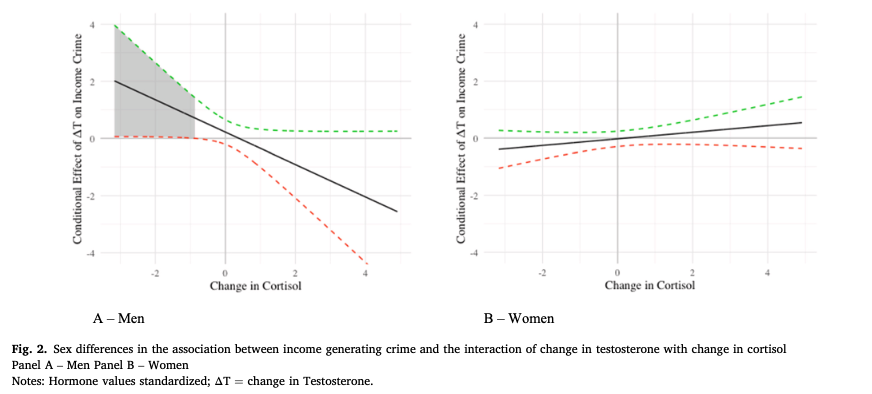 Conditional Effect of ΔT on Income Crime
4
2
0
-2
-4
-2
0
2
4
Change in Cortisol
A – Men
Conditional Effect of ΔT on Income Crime
4
2
0
-2
-4
-2
0
2
4
Change in Cortisol
B – Women
Fig. 2. Sex differences in the association between income generating crime and the interaction of change in testosterone with change in cortisol
Panel A – Men Panel B – Women
Notes: Hormone values standardized; ΔT = change in Testosterone.